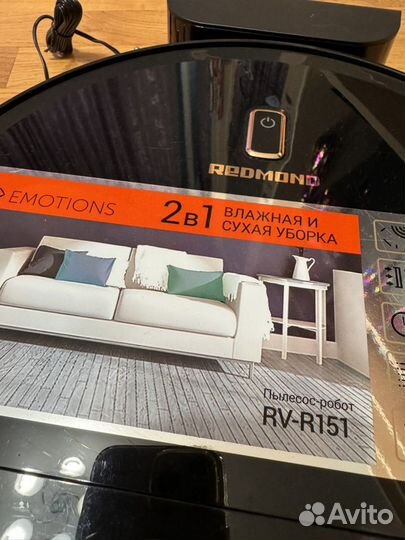 REDMOND
EMOTIONS
2в1 ВЛАЖНАЯ И
СУХАЯ УБОРКА
Пылесос-робот
RV-R151
Avito